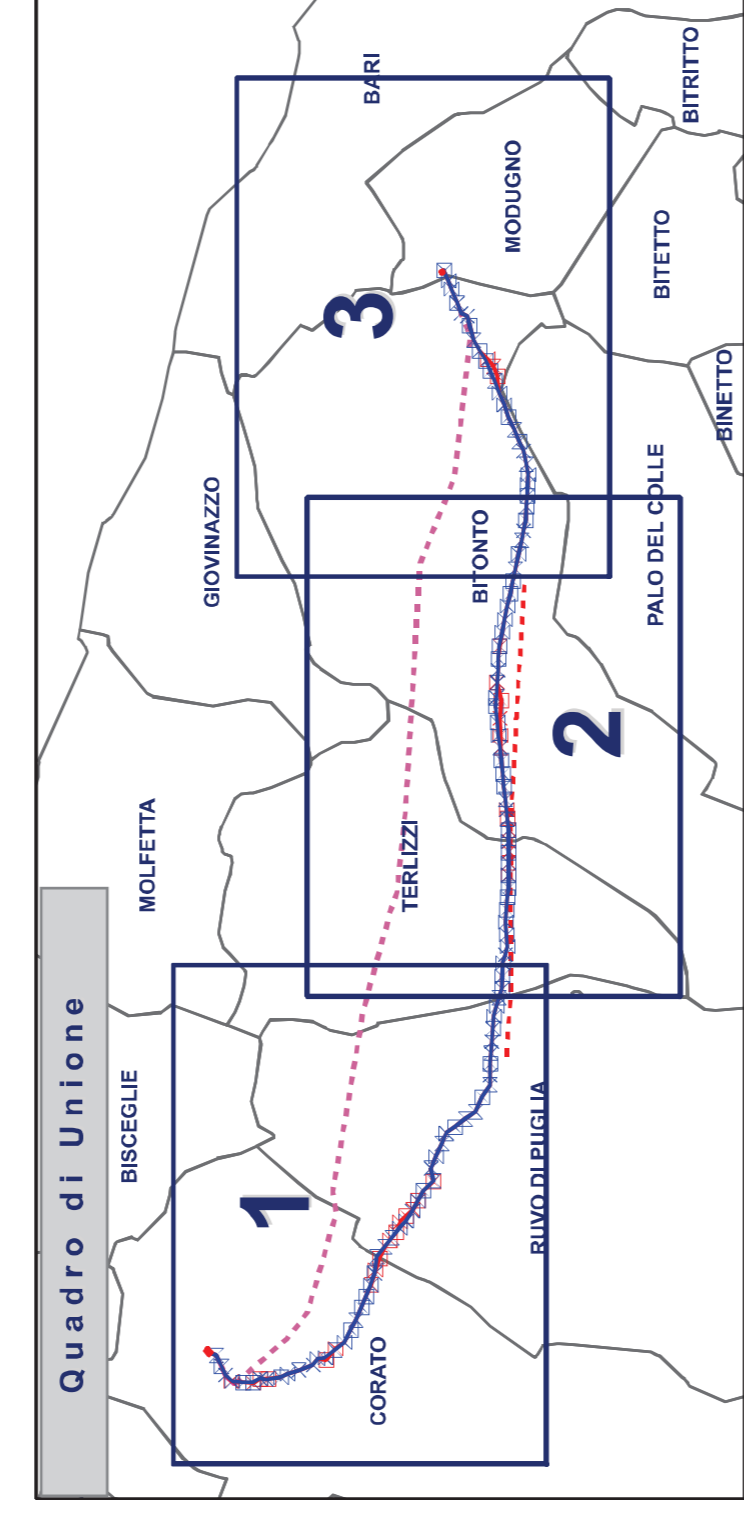 Quadro di Unione
BISCEGLIE
MOLFETTA
GIOVINAZZO
BARI
1
3
CORATO
TERLIZZI
BITONTO
MODUGNO
RUVO DI PUGLIA
2
PALO DEL COLLE
BITETTO
BITRITTO
BINETTO